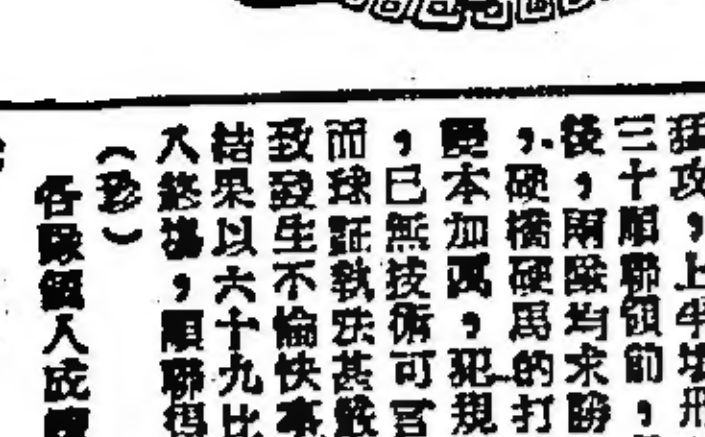 猛攻，上半塲
三十順聯領前，
後，兩隊均求勝
，硬橋硬馬的打
變本加厲，犯規
，已無技術可言
而球証執法甚嚴
致發生不愉快事
結果以六十九比
入終塲，順聯得
（珍）
各隊個人成績